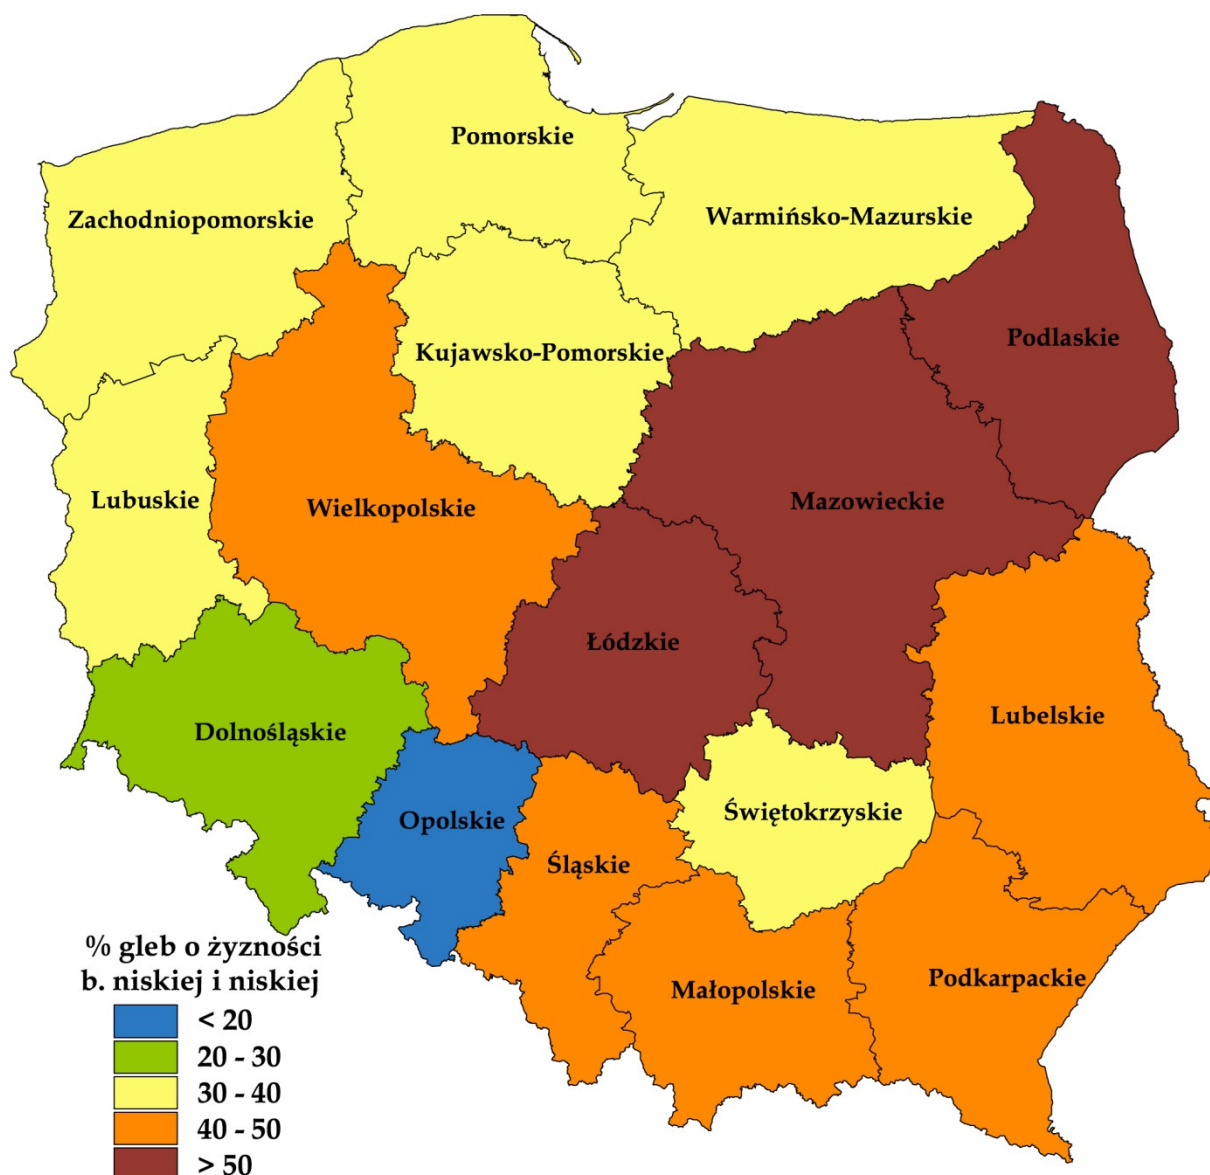 Pomorskie
Zachodniopomorskie
Warmińsko-Mazurskie
Podlaskie
Kujawsko-Pomorskie
Lubuskie
Wielkopolskie
Mazowieckie
Łódzkie
Lubelskie
Dolnośląskie
Opolskie
Świętokrzyskie
Śląskie
Małopolskie
Podkarpackie
% gleb o żyzności
b. niskiej i niskiej
< 20
20 - 30
30 - 40
40 - 50
> 50